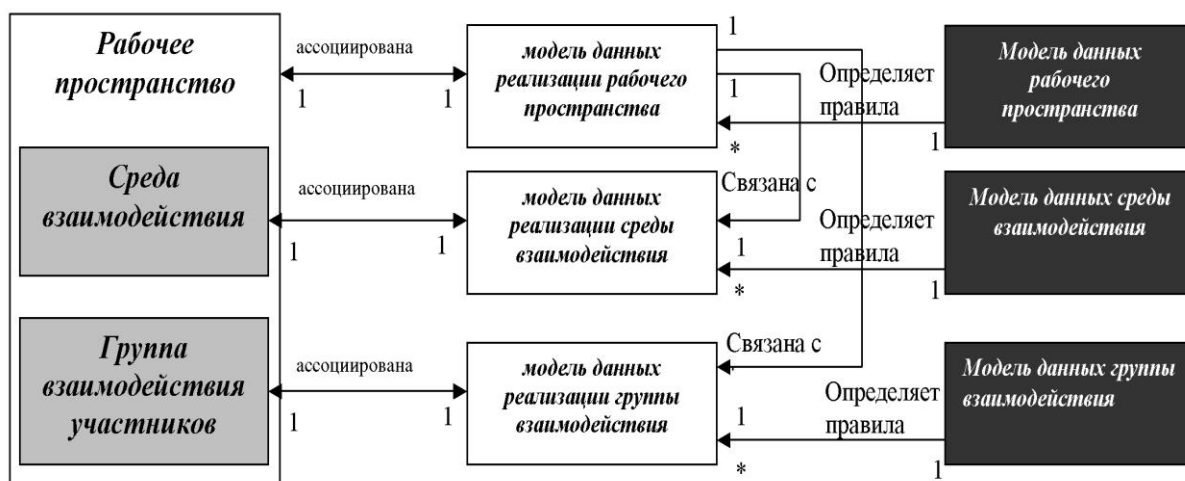 Рабочее
пространство
Среда
взаимодействия
Группа
взаимодействия
участников
ассоциирована
1
1
ассоциирована
1
1
ассоциирована
1
1
модель данных
реализации рабочего
пространства
модель данных
реализации среды
взаимодействия
модель данных
реализации группы
взаимодействия
1
1
*
Связана с
1
*
Связана с
1
*
Определяет
правила
1
Определяет
правила
1
Определяет
правила
1
Модель данных
рабочего
пространства
Модель данных среды
взаимодействия
Модель данных группы
взаимодействия